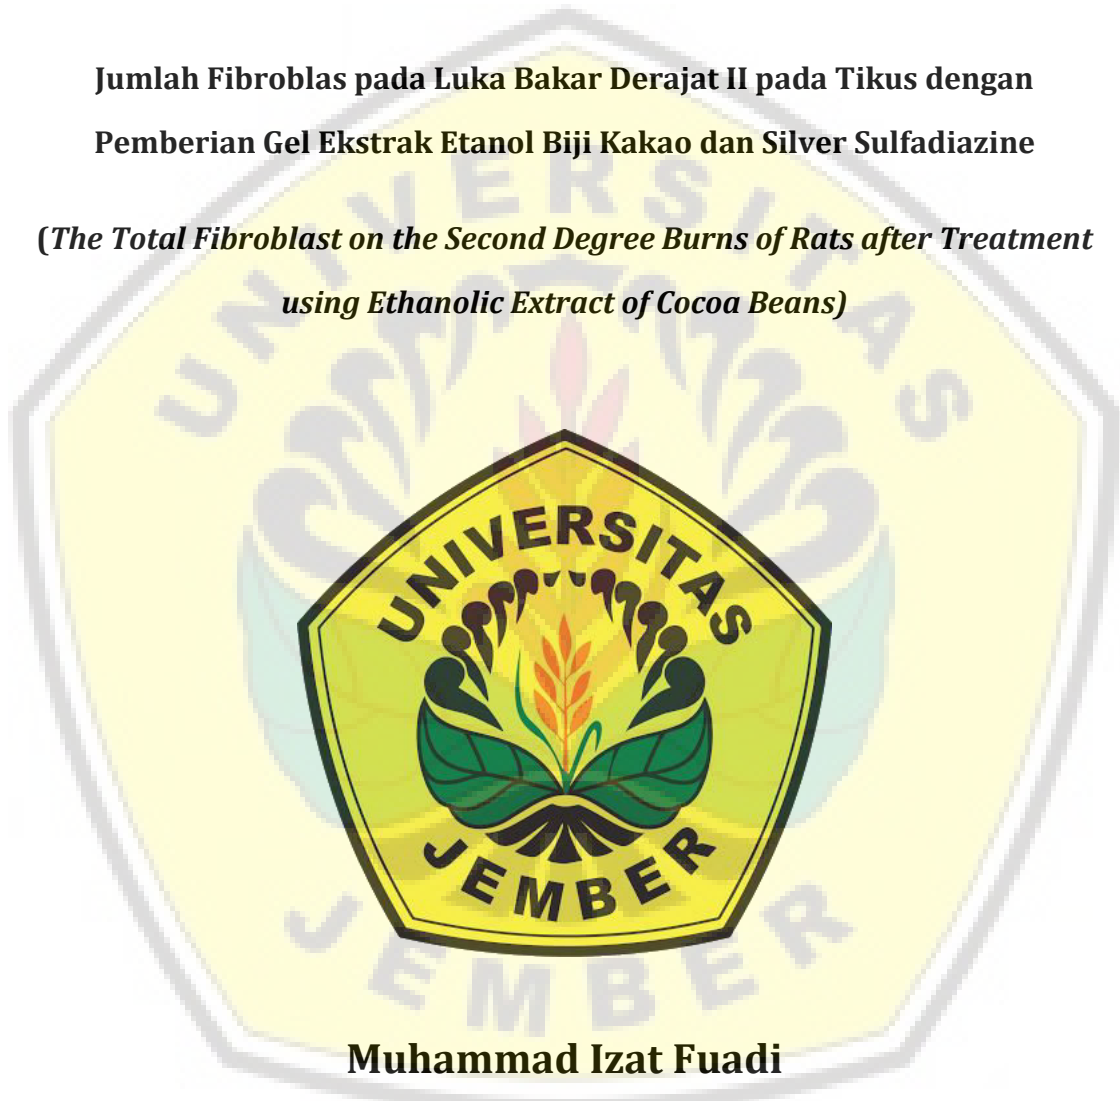 Jumlah Fibroblas pada Luka Bakar Derajat II pada Tikus dengan
Pemberian Gel Ekstrak Etanol Biji Kakao dan Silver Sulfadiazine
(The Total Fibroblast on the Second Degree Burns of Rats after Treatment
using Ethanolic Extract of Cocoa Beans)
UNIVERSITAS
JEMBER
UNIVERSITAS
JEMBER
Muhammad Izat Fuadi